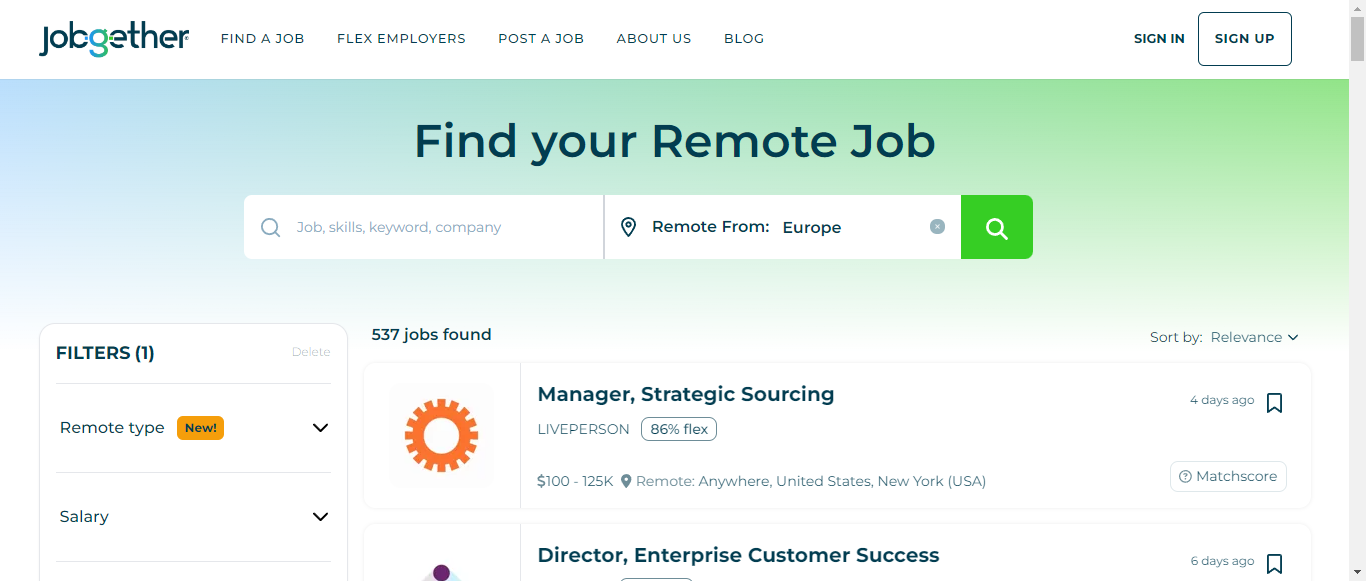 jobgether
FIND A JOB
FLEX EMPLOYERS
POST A JOB
ABOUT US
BLOG
SIGN IN
SIGN UP
Find your Remote Job
Job, skills, keyword, company
Remote From: Europe
FILTERS (1)
Delete
Remote type New!
Salary
537 jobs found
Sort by: Relevance
Manager, Strategic Sourcing
4 days ago
LIVEPERSON 86% flex
$100 - 125K Remote: Anywhere, United States, New York (USA)
Matchscore
Director, Enterprise Customer Success
6 days ago